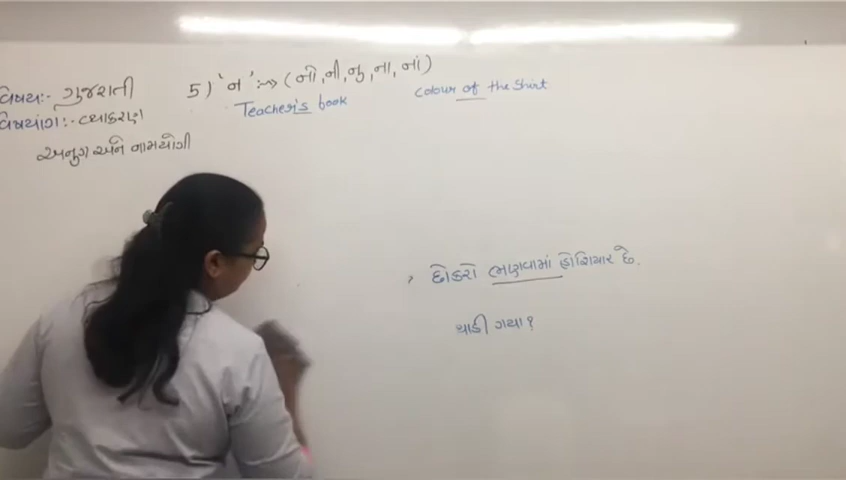 વિષય:- ગુજરાતી
વિષયાંગ:- વ્યાકરણ
અનુગ અને નામયોગી
5) 'ન' → (નો, ની, નુ, ના, નાં)
Teacher's book
colour of the shirt
છોકરો ભણવામાં હોશિયાર છે.
થાકી ગયા?